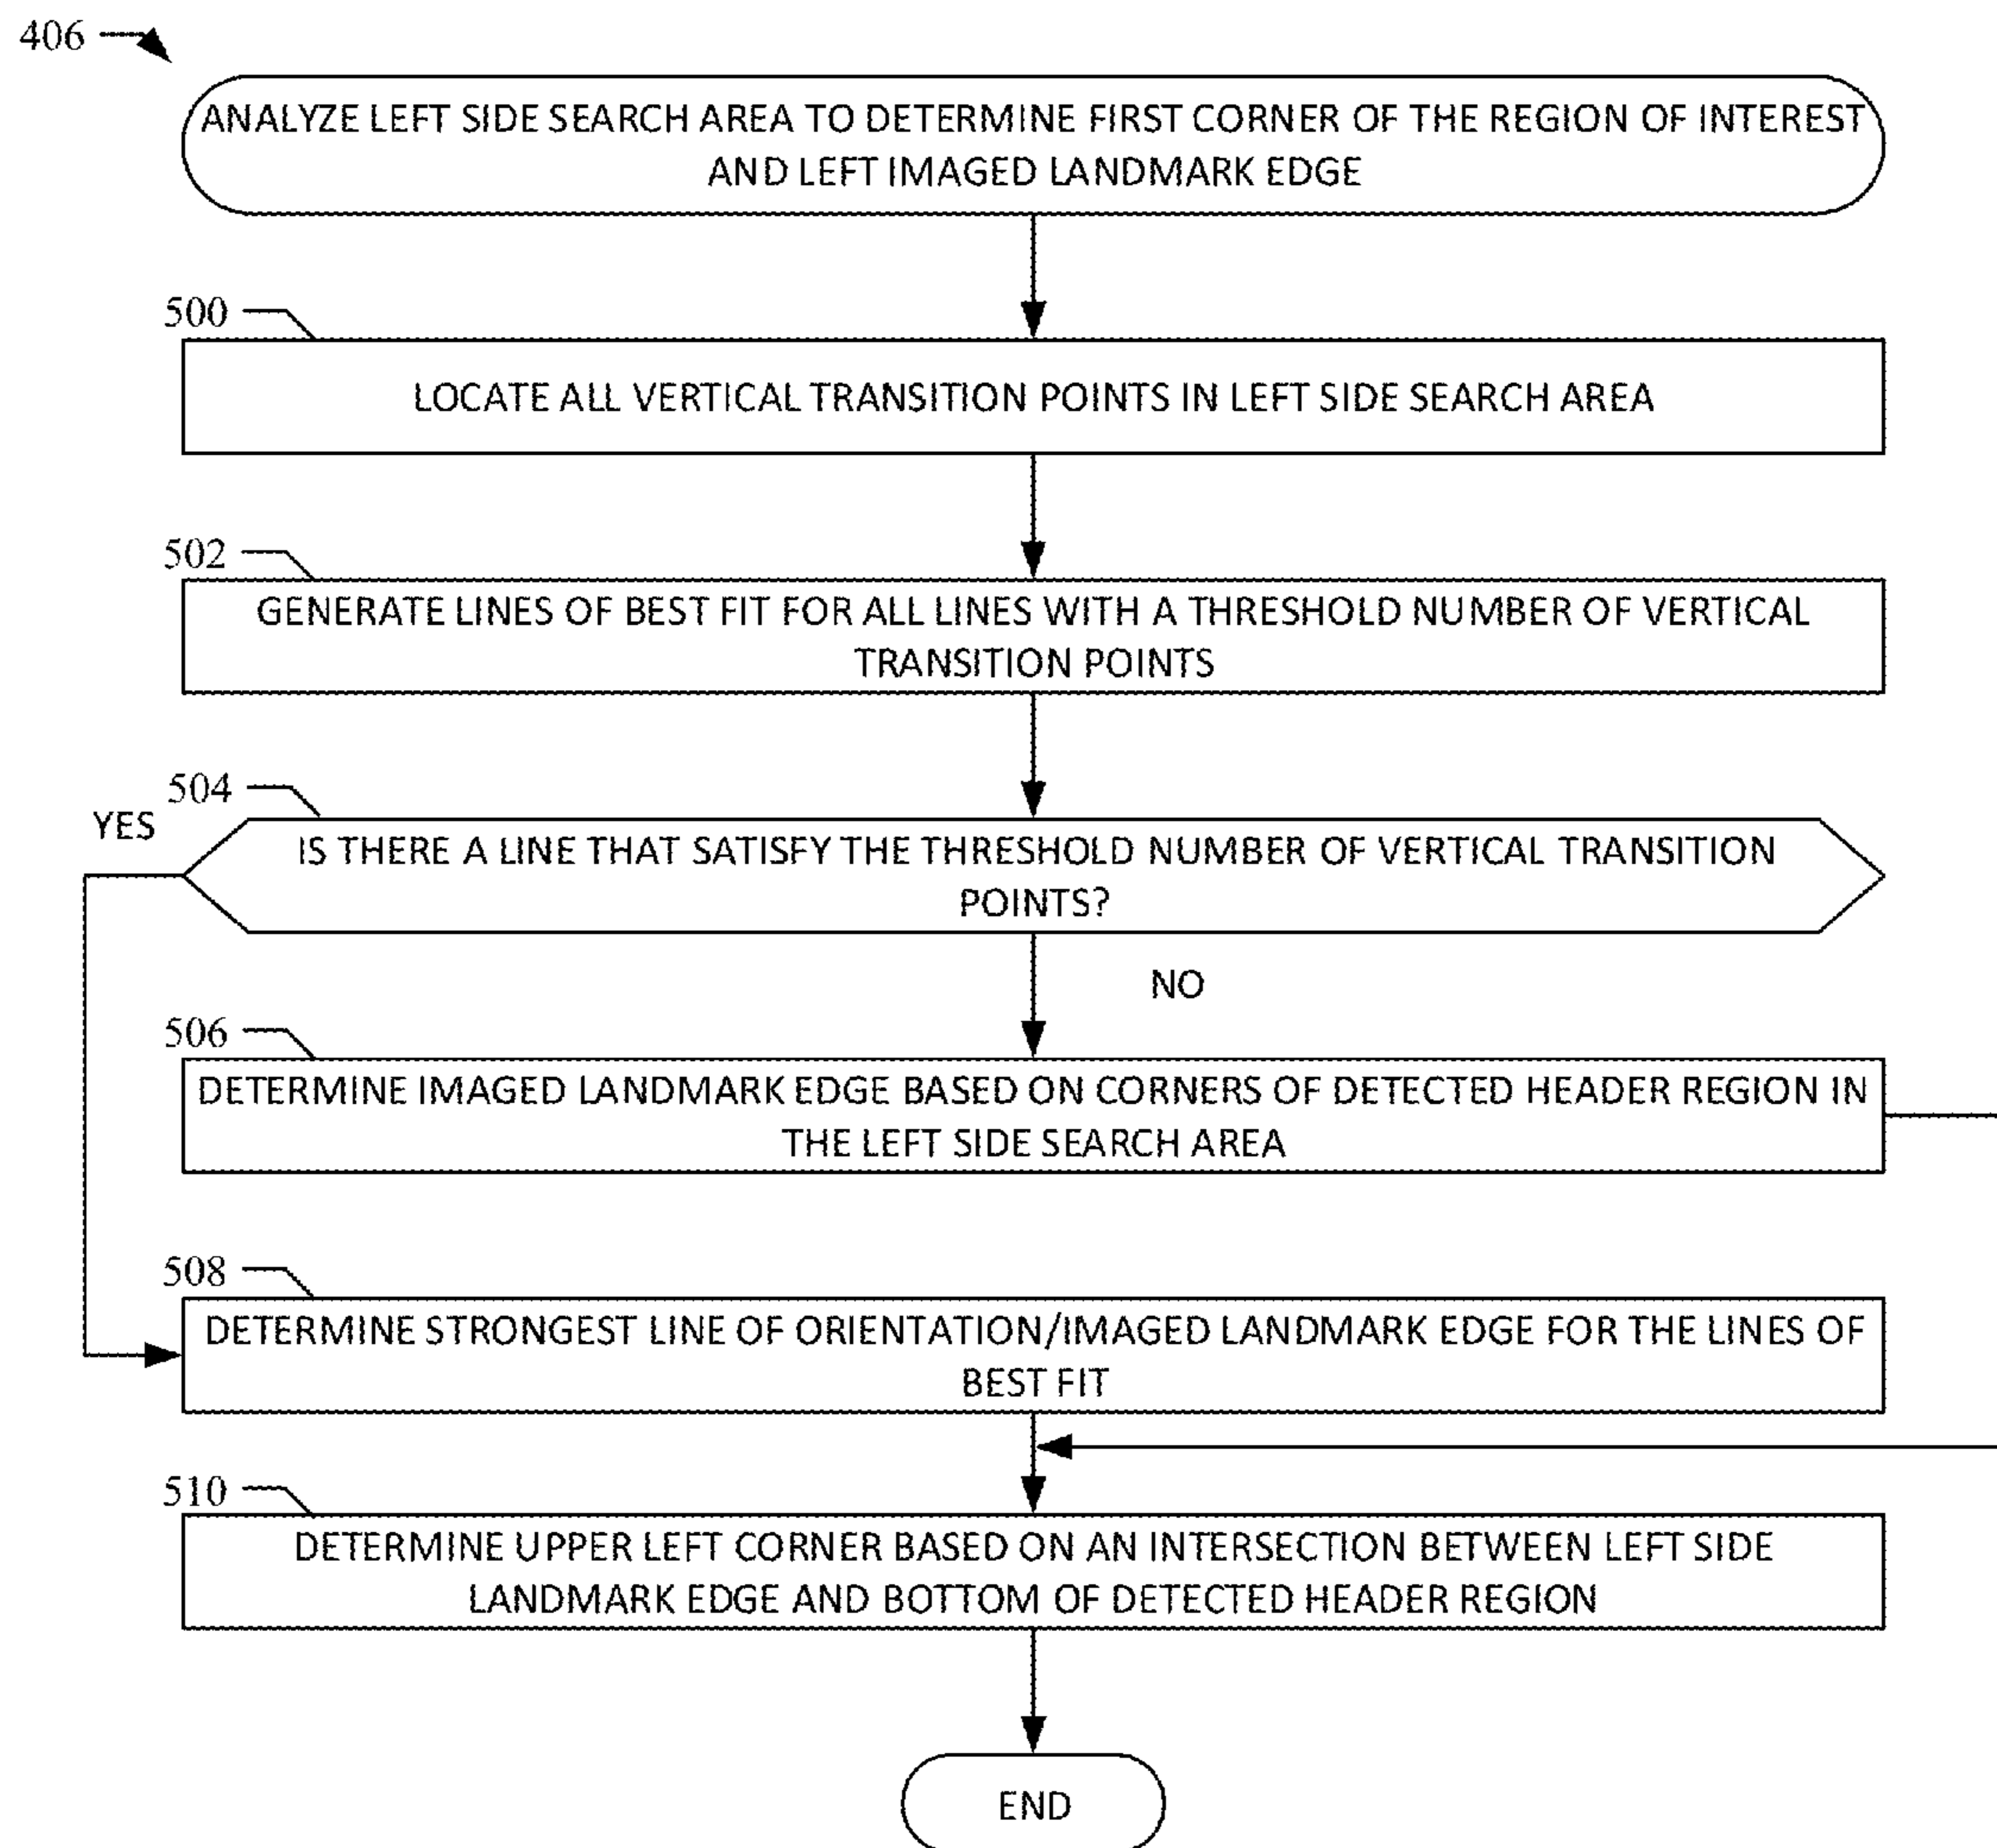 406
ANALYZE LEFT SIDE SEARCH AREA TO DETERMINE FIRST CORNER OF THE REGION OF INTEREST
AND LEFT IMAGED LANDMARK EDGE
500
LOCATE ALL VERTICAL TRANSITION POINTS IN LEFT SIDE SEARCH AREA
502
GENERATE LINES OF BEST FIT FOR ALL LINES WITH A THRESHOLD NUMBER OF VERTICAL
TRANSITION POINTS
504
YES
IS THERE A LINE THAT SATISFY THE THRESHOLD NUMBER OF VERTICAL TRANSITION
POINTS?
NO
506
DETERMINE IMAGED LANDMARK EDGE BASED ON CORNERS OF DETECTED HEADER REGION IN
THE LEFT SIDE SEARCH AREA
508
DETERMINE STRONGEST LINE OF ORIENTATION/IMAGED LANDMARK EDGE FOR THE LINES OF
BEST FIT
510
DETERMINE UPPER LEFT CORNER BASED ON AN INTERSECTION BETWEEN LEFT SIDE
LANDMARK EDGE AND BOTTOM OF DETECTED HEADER REGION
END